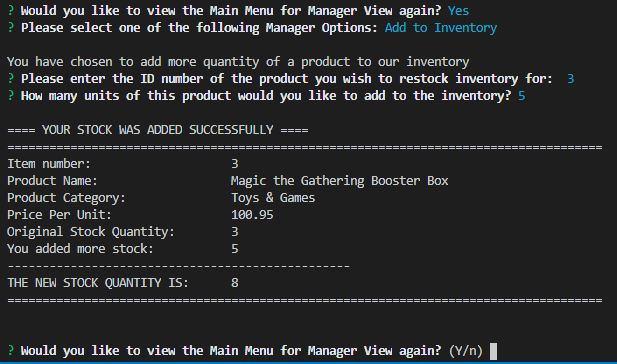 ? Would you like to view the Main Menu for Manager View again? Yes
? Please select one of the following Manager Options: Add to Inventory
You have chosen to add more quantity of a product to our inventory
? Please enter the ID number of the product you wish to restock inventory for:  3
? How many units of this product would you like to add to the inventory? 5
==== YOUR STOCK WAS ADDED SUCCESSFULLY ====
=====================================================================================
Item number:                    3
Product Name:                   Magic the Gathering Booster Box
Product Category:               Toys & Games
Price Per Unit:                 100.95
Original Stock Quantity:        3
You added more stock:           5
-------------------------------------------------
THE NEW STOCK QUANTITY IS:      8
=====================================================================================
? Would you like to view the Main Menu for Manager View again? (Y/n)